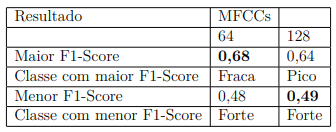 Resultado MFCCs
64 128
Maior F1-Score 0,68 0,64
Classe com maior F1-Score Fraca Pico
Menor F1-Score 0,48 0,49
Classe com menor F1-Score Forte Forte